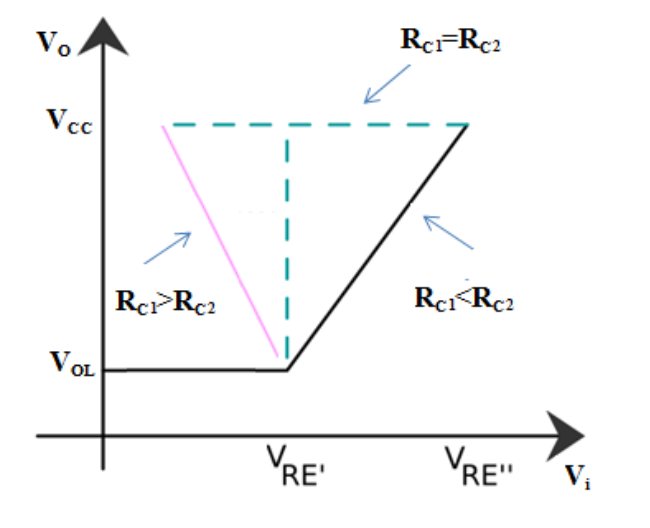 Vo
RC1=RC2
VCC
RC1>RC2
RC1<RC2
VOL
VRE'
VRE''
Vi